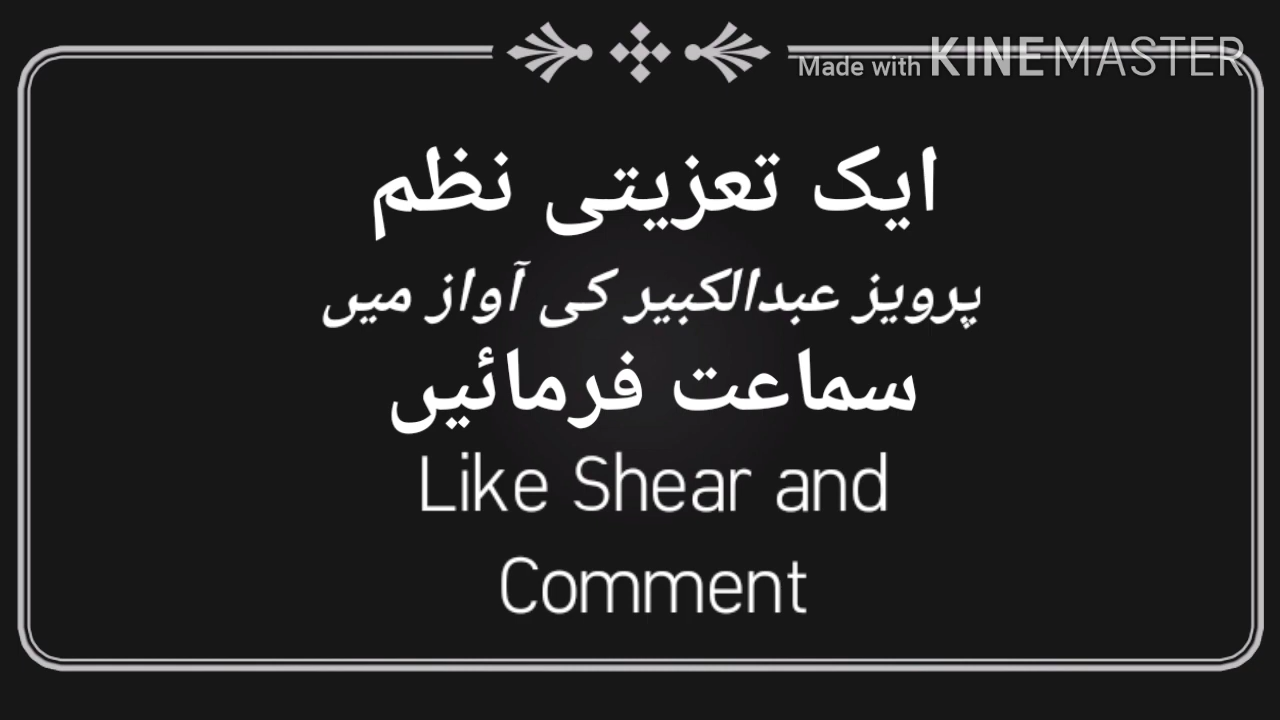 Made with KINEMASTER
ایک تعزیتی نظم
پرویز عبدالکبیر کی آواز میں
سماعت فرمائیں
Like Shear and
Comment